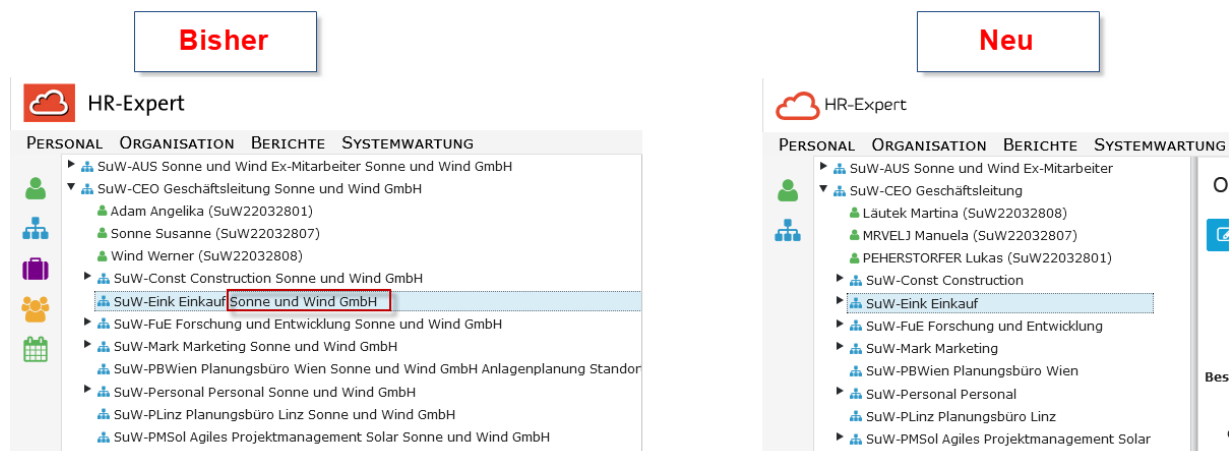 Bisher
HR-Expert
PERSONAL ORGANISATION BERICHTE SYSTEMWARTUNG
SuW-AUS Sonne und Wind Ex-Mitarbeiter Sonne und Wind GmbH
SuW-CEO Geschäftsleitung Sonne und Wind GmbH
Adam Angelika (SuW22032801)
Sonne Susanne (SuW22032807)
Wind Werner (SuW22032808)
SuW-Const Construction Sonne und Wind GmbH
SuW-Eink Einkauf Sonne und Wind GmbH
SuW-FuE Forschung und Entwicklung Sonne und Wind GmbH
SuW-Mark Marketing Sonne und Wind GmbH
SuW-PBWien Planungsbüro Wien Sonne und Wind GmbH Anlagenplanung Standor
SuW-Personal Personal Sonne und Wind GmbH
SuW-PLinz Planungsbüro Linz Sonne und Wind GmbH
SuW-PMSol Agiles Projektmanagement Solar Sonne und Wind GmbH
Neu
HR-Expert
PERSONAL ORGANISATION BERICHTE SYSTEMWARTUNG
SuW-AUS Sonne und Wind Ex-Mitarbeiter
SuW-CEO Geschäftsleitung
Läutek Martina (SuW22032808)
MRVELJ Manuela (SuW22032807)
PEHERSTORFER Lukas (SuW22032801)
SuW-Const Construction
SuW-Eink Einkauf
SuW-FuE Forschung und Entwicklung
SuW-Mark Marketing
SuW-PBWien Planungsbüro Wien
SuW-Personal Personal
SuW-PLinz Planungsbüro Linz
SuW-PMSol Agiles Projektmanagement Solar
O
Bes